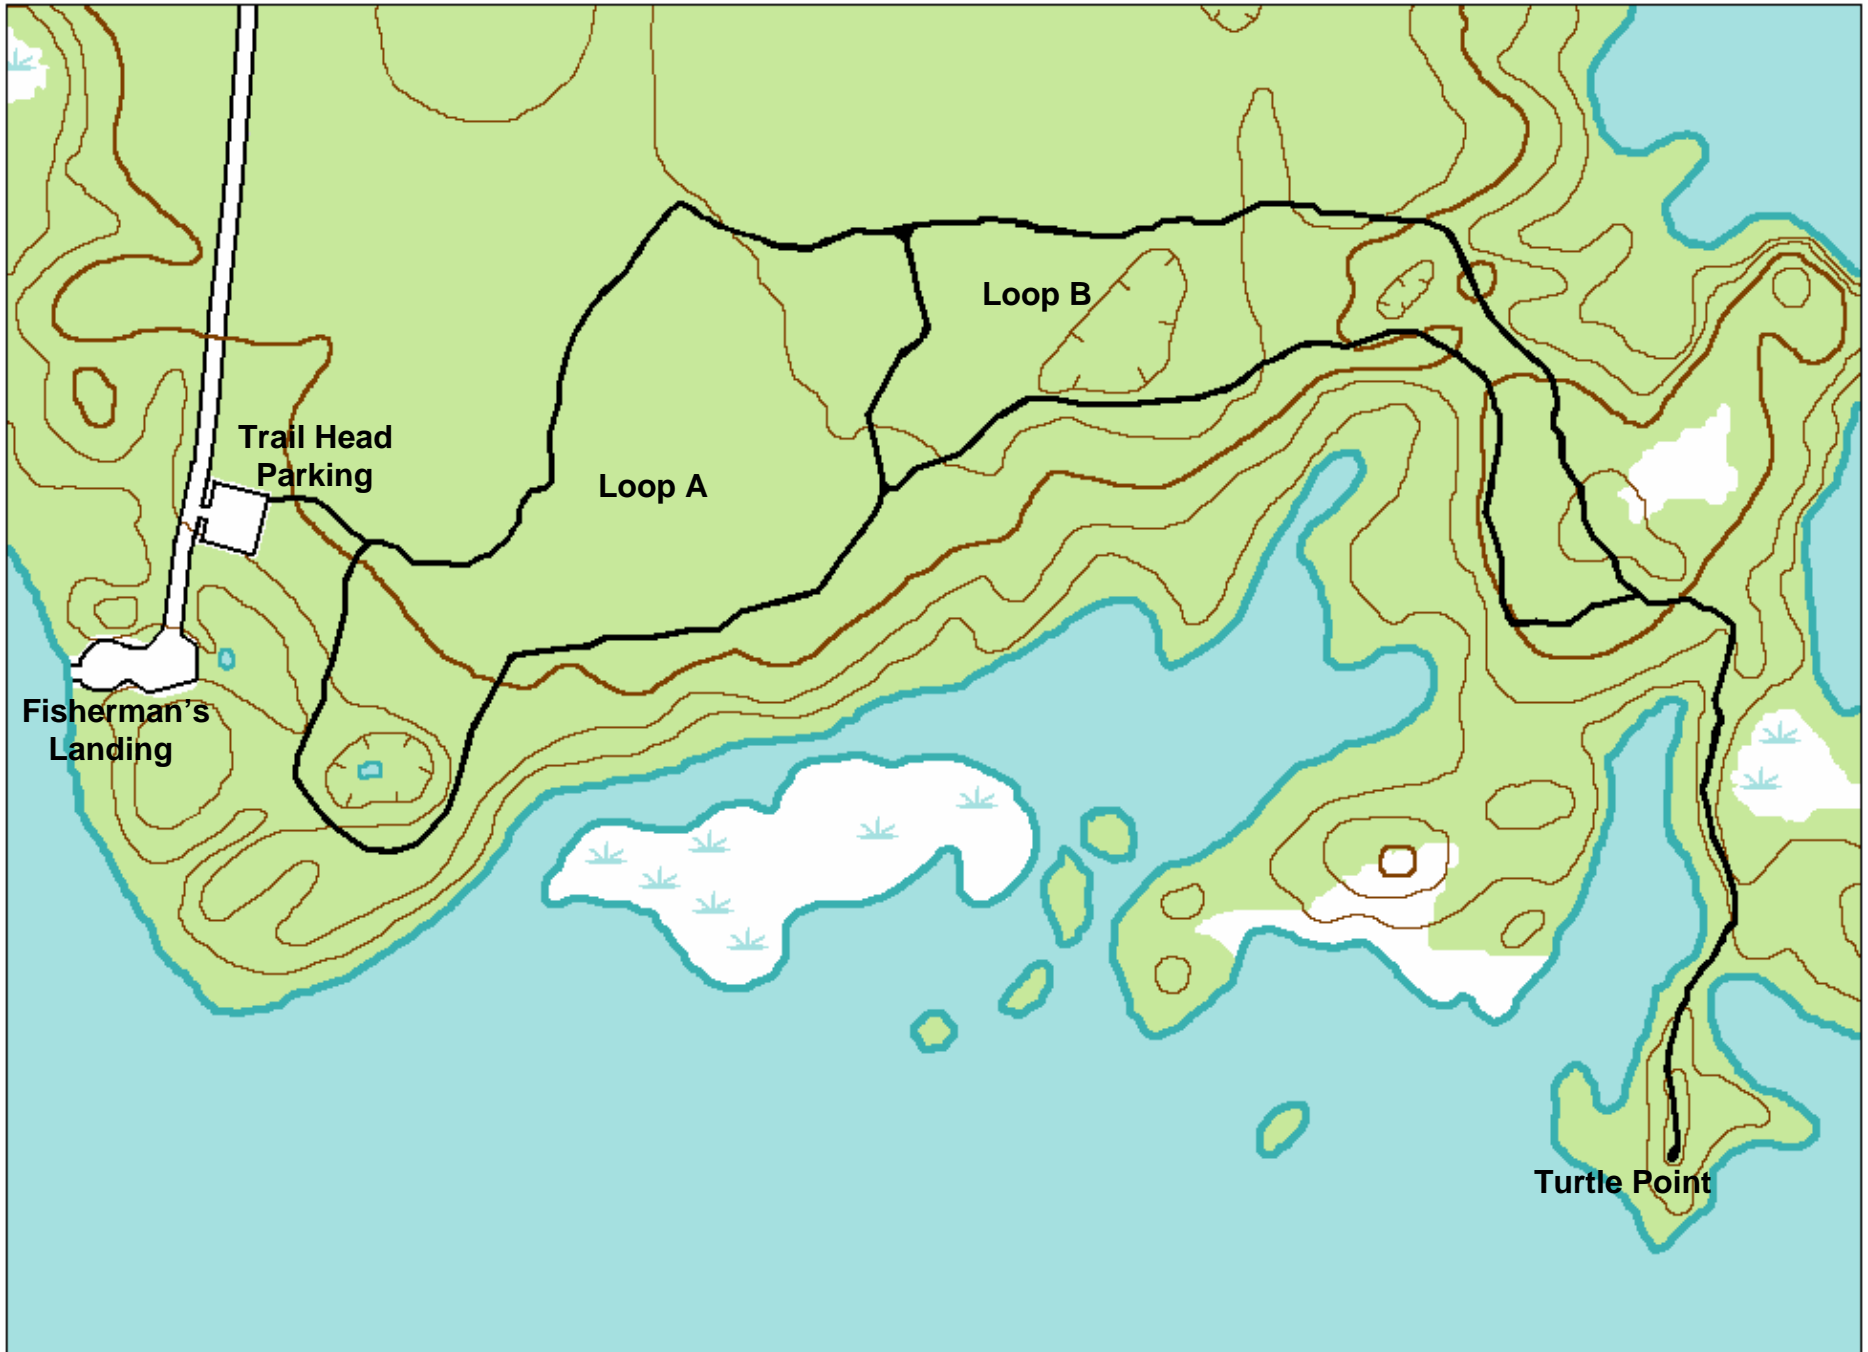 Loop B
Trail Head
Parking
Loop A
Fisherman's
Landing
Turtle Point